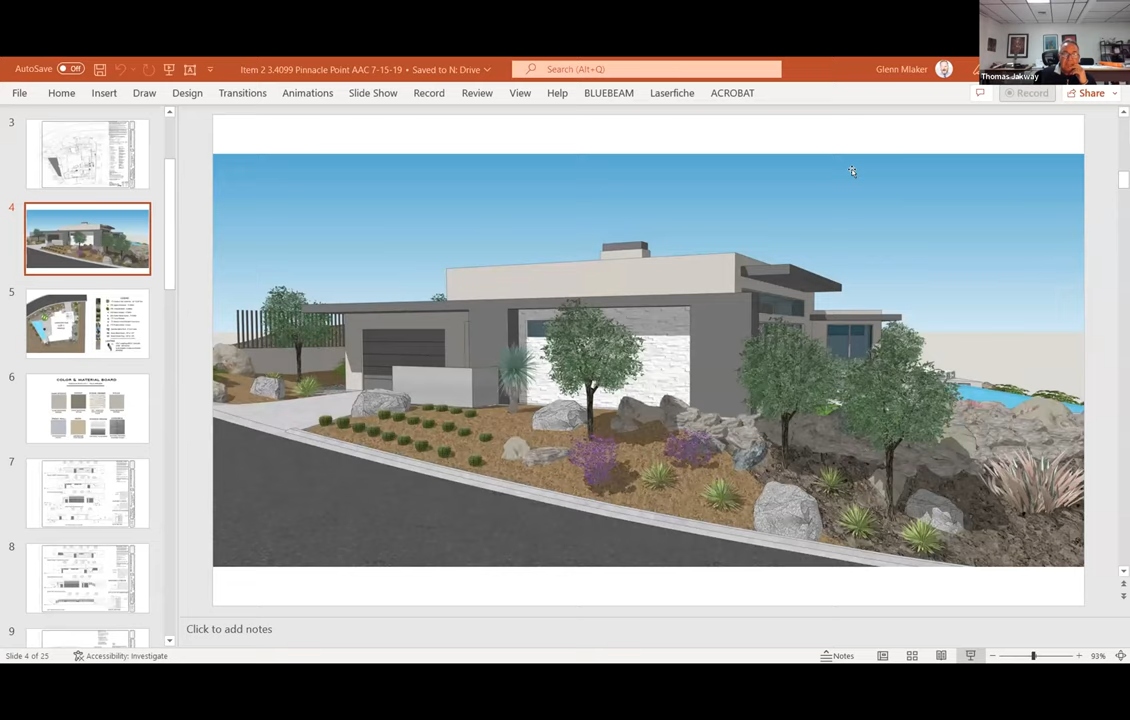 Thomas Jakway
AutoSave Off
Item 2 3.4099 Pinnacle Point AAC 7-15-19 • Saved to N: Drive
Search (Alt+Q)
Glenn Mlaker
File Home Insert Draw Design Transitions Animations Slide Show Record Review View Help BLUEBEAM Laserfiche ACROBAT
Record
Share
3
4
5
6
COLOR & MATERIAL BOARD
7
8
9
Click to add notes
Slide 4 of 25
Accessibility: Investigate
Notes
93%